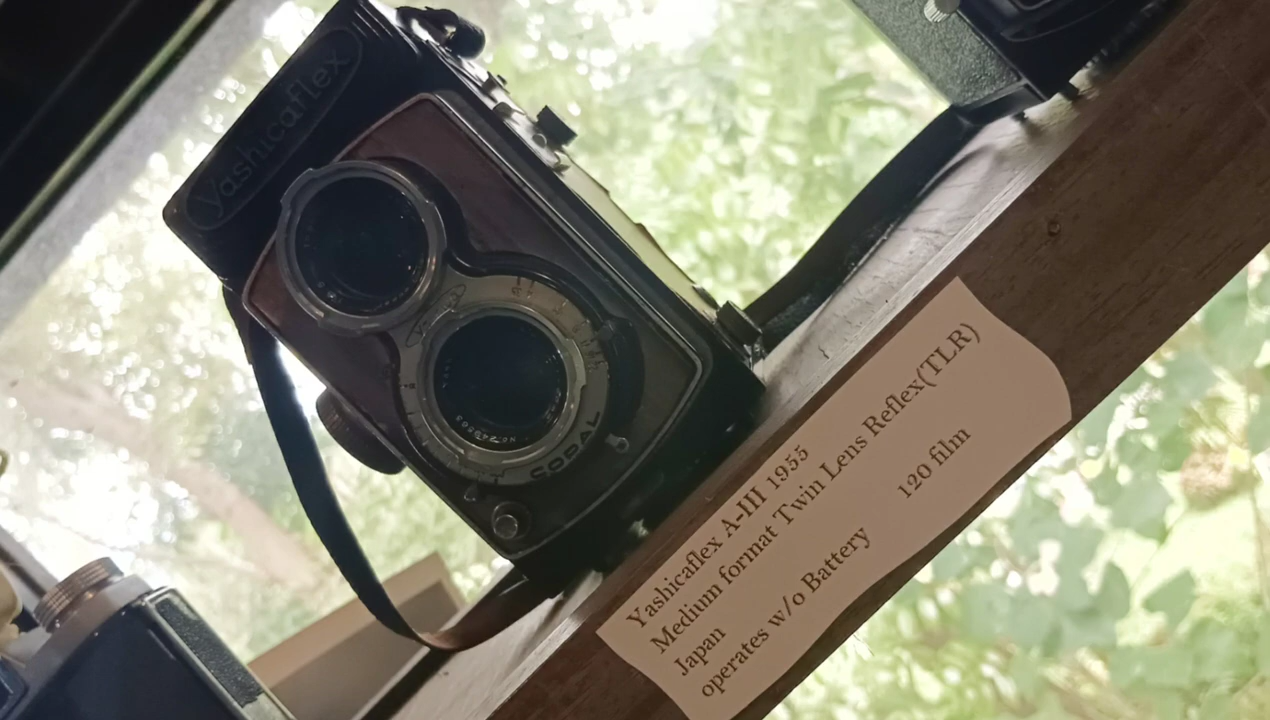 Yashicaflex
COPAL
Yashicaflex A-III 1955
Medium format Twin Lens Reflex(TLR)
Japan
operates w/o Battery 120 film